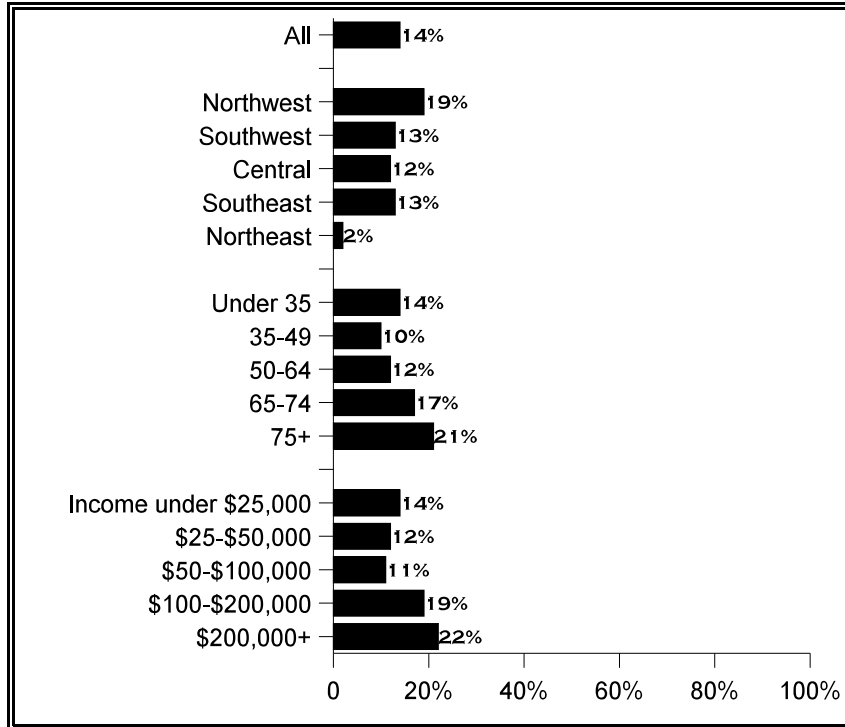 All 14%
Northwest 19%
Southwest 13%
Central 12%
Southeast 13%
Northeast 2%
Under 35 14%
35-49 10%
50-64 12%
65-74 17%
75+ 21%
Income under $25,000 14%
$25-$50,000 12%
$50-$100,000 11%
$100-$200,000 19%
$200,000+ 22%
0 20% 40% 60% 80% 100%